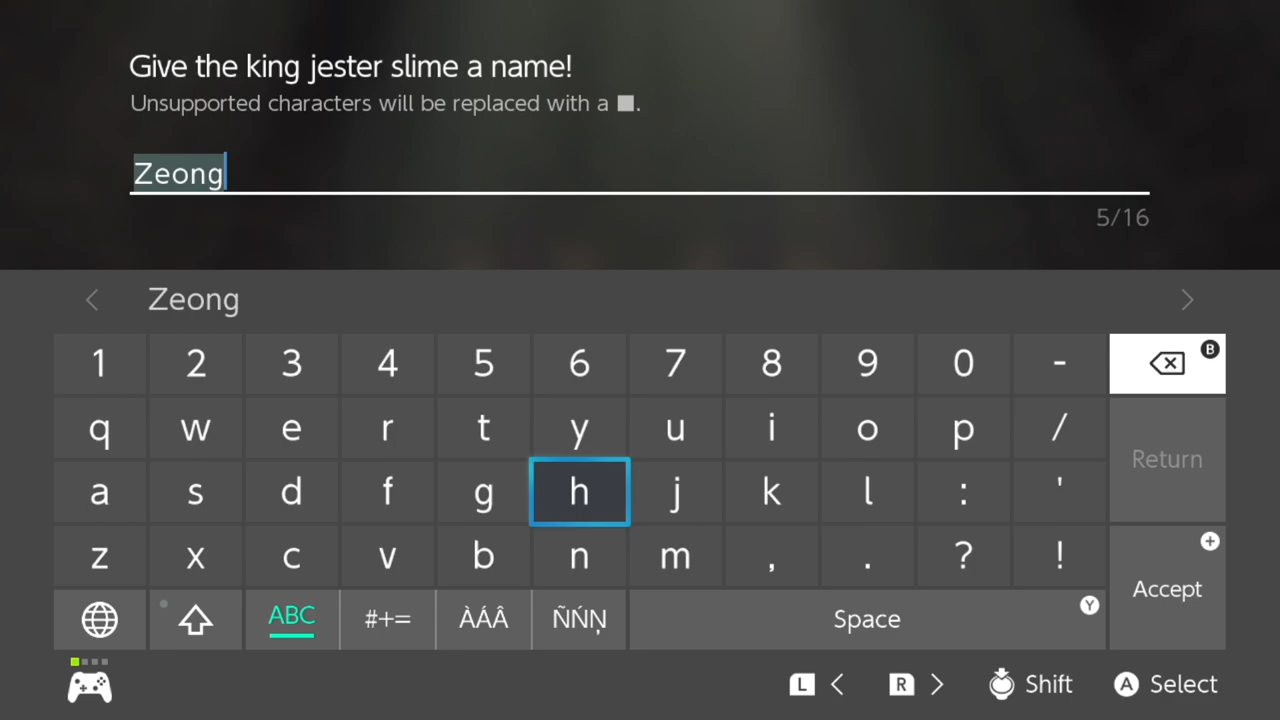 Give the king jester slime a name!
Unsupported characters will be replaced with a ■.
Zeong
5/16
Zeong
1 2 3 4 5 6 7 8 9 0 - B
q w e r t y u i o p / Return
a s d f g h j k l : '
z x c v b n m , . ? ! + Accept
ABC #+= ÀÁÂ ÑŃŅ Space Y
L R Shift A Select